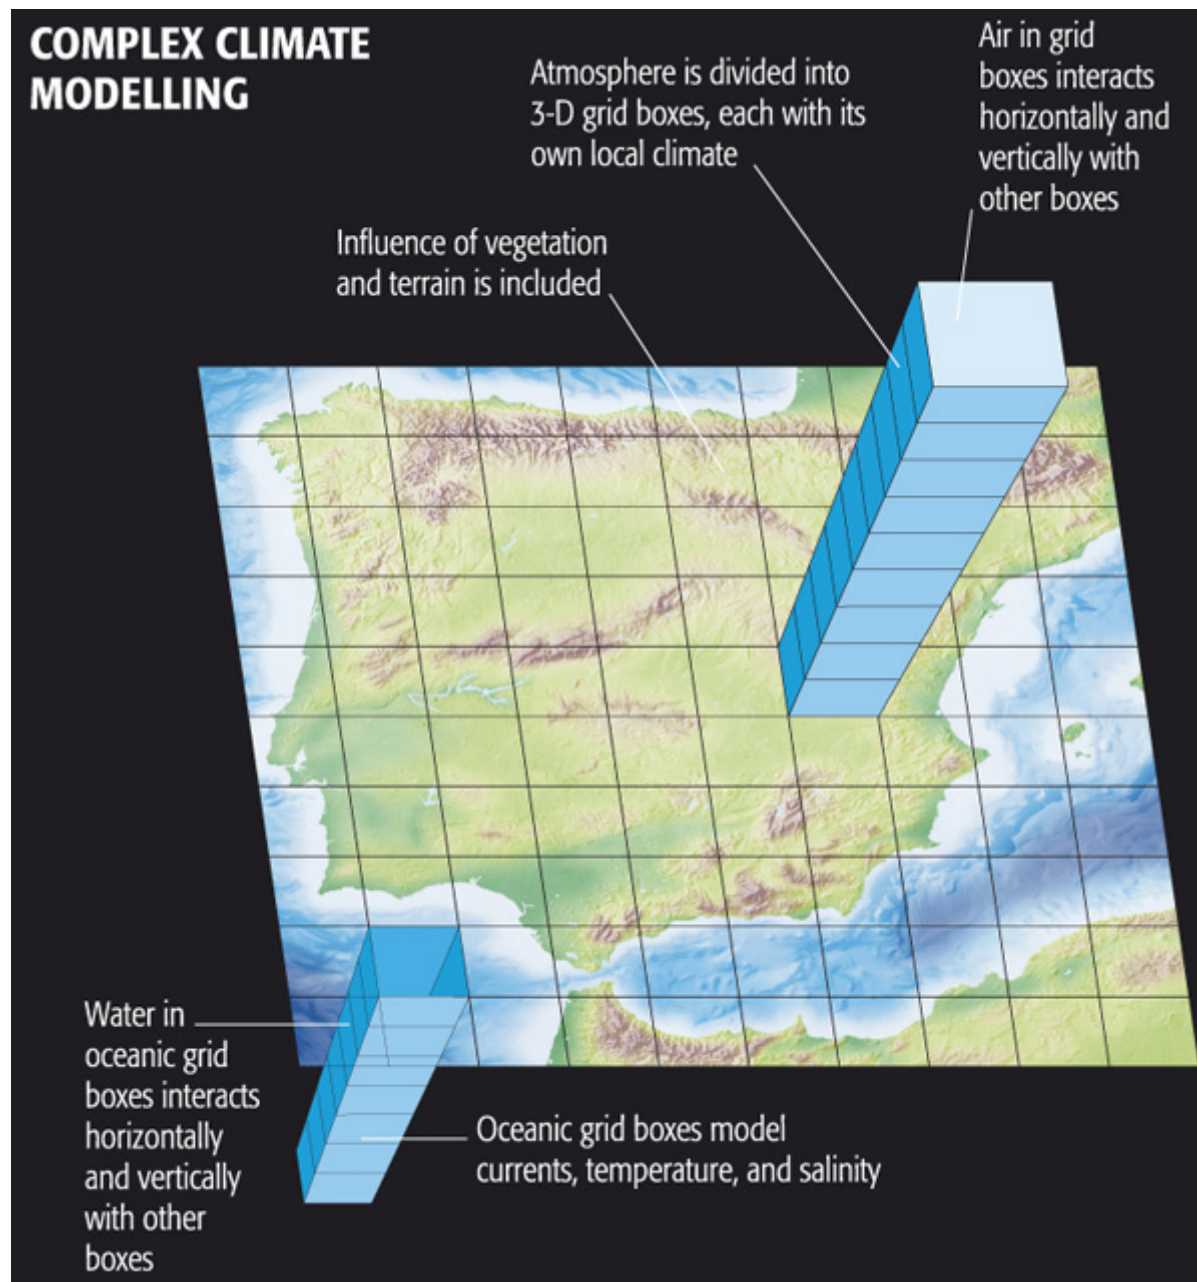 COMPLEX CLIMATE
MODELLING
Atmosphere is divided into
3-D grid boxes, each with its
own local climate
Air in grid
boxes interacts
horizontally and
vertically with
other boxes
Influence of vegetation
and terrain is included
Water in
oceanic grid
boxes interacts
horizontally
and vertically
with other
boxes
Oceanic grid boxes model
currents, temperature, and salinity